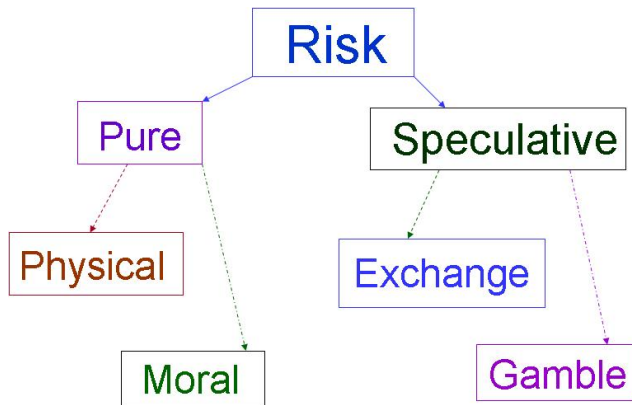 Risk
Pure
Speculative
Physical
Exchange
Moral
Gamble